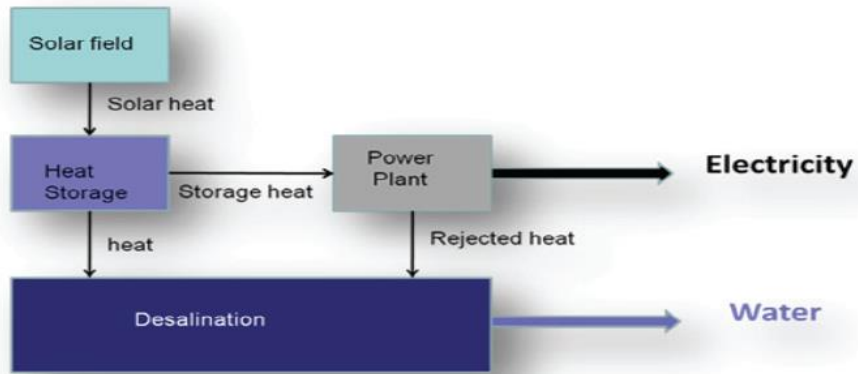 Solar field
Solar heat
Heat
Storage
Storage heat
Power
Plant
Electricity
heat
Rejected heat
Desalination
Water